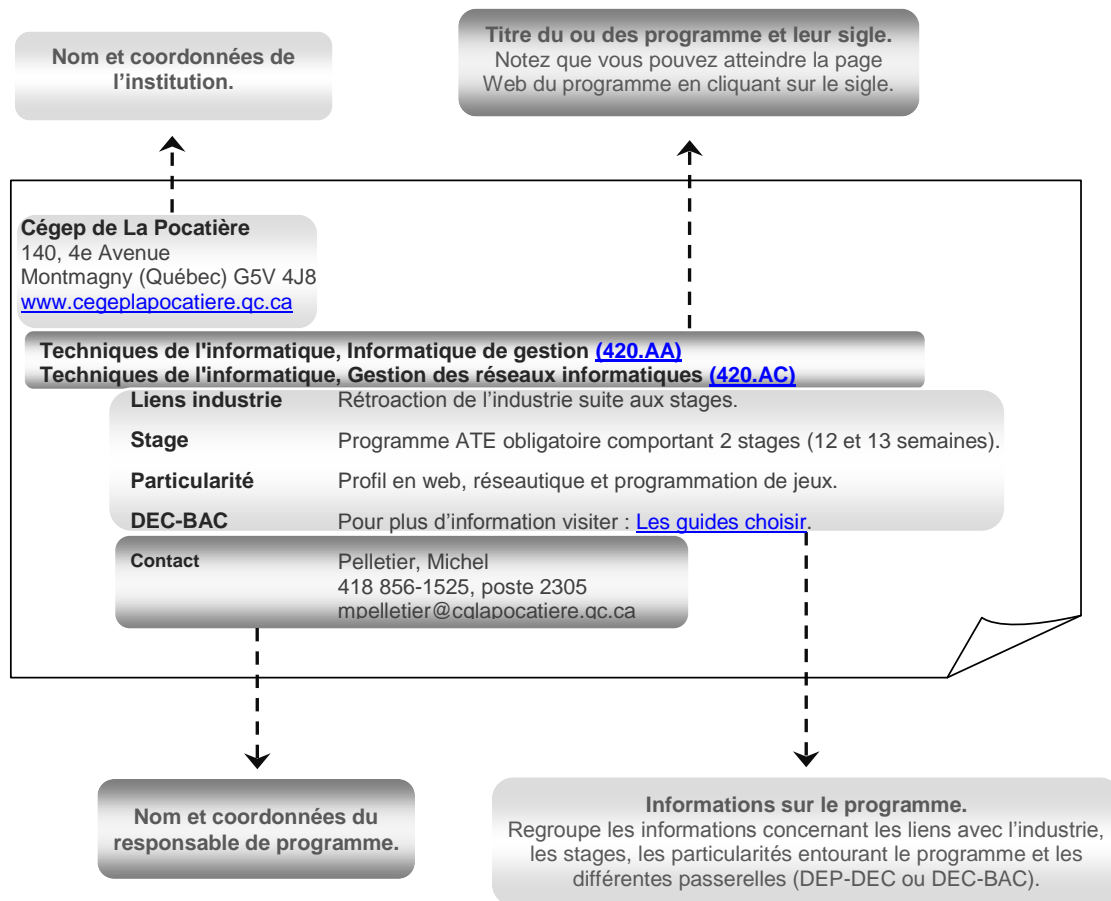 Nom et coordonnées de
l’institution.
Titre du ou des programme et leur sigle.
Notez que vous pouvez atteindre la page
Web du programme en cliquant sur le sigle.
Cégep de La Pocatière
140, 4e Avenue
Montmagny (Québec) G5V 4J8
www.cegeplapocatiere.qc.ca
Techniques de l'informatique, Informatique de gestion (420.AA)
Techniques de l'informatique, Gestion des réseaux informatiques (420.AC)
Liens industrie Rétroaction de l’industrie suite aux stages.
Stage Programme ATE obligatoire comportant 2 stages (12 et 13 semaines).
Particularité Profil en web, réseautique et programmation de jeux.
DEC-BAC Pour plus d’information visiter : Les guides choisir.
Contact Pelletier, Michel
418 856-1525, poste 2305
mpelletier@cglapocatiere.qc.ca
Nom et coordonnées du
responsable de programme.
Informations sur le programme.
Regroupe les informations concernant les liens avec l’industrie,
les stages, les particularités entourant le programme et les
différentes passerelles (DEP-DEC ou DEC-BAC).